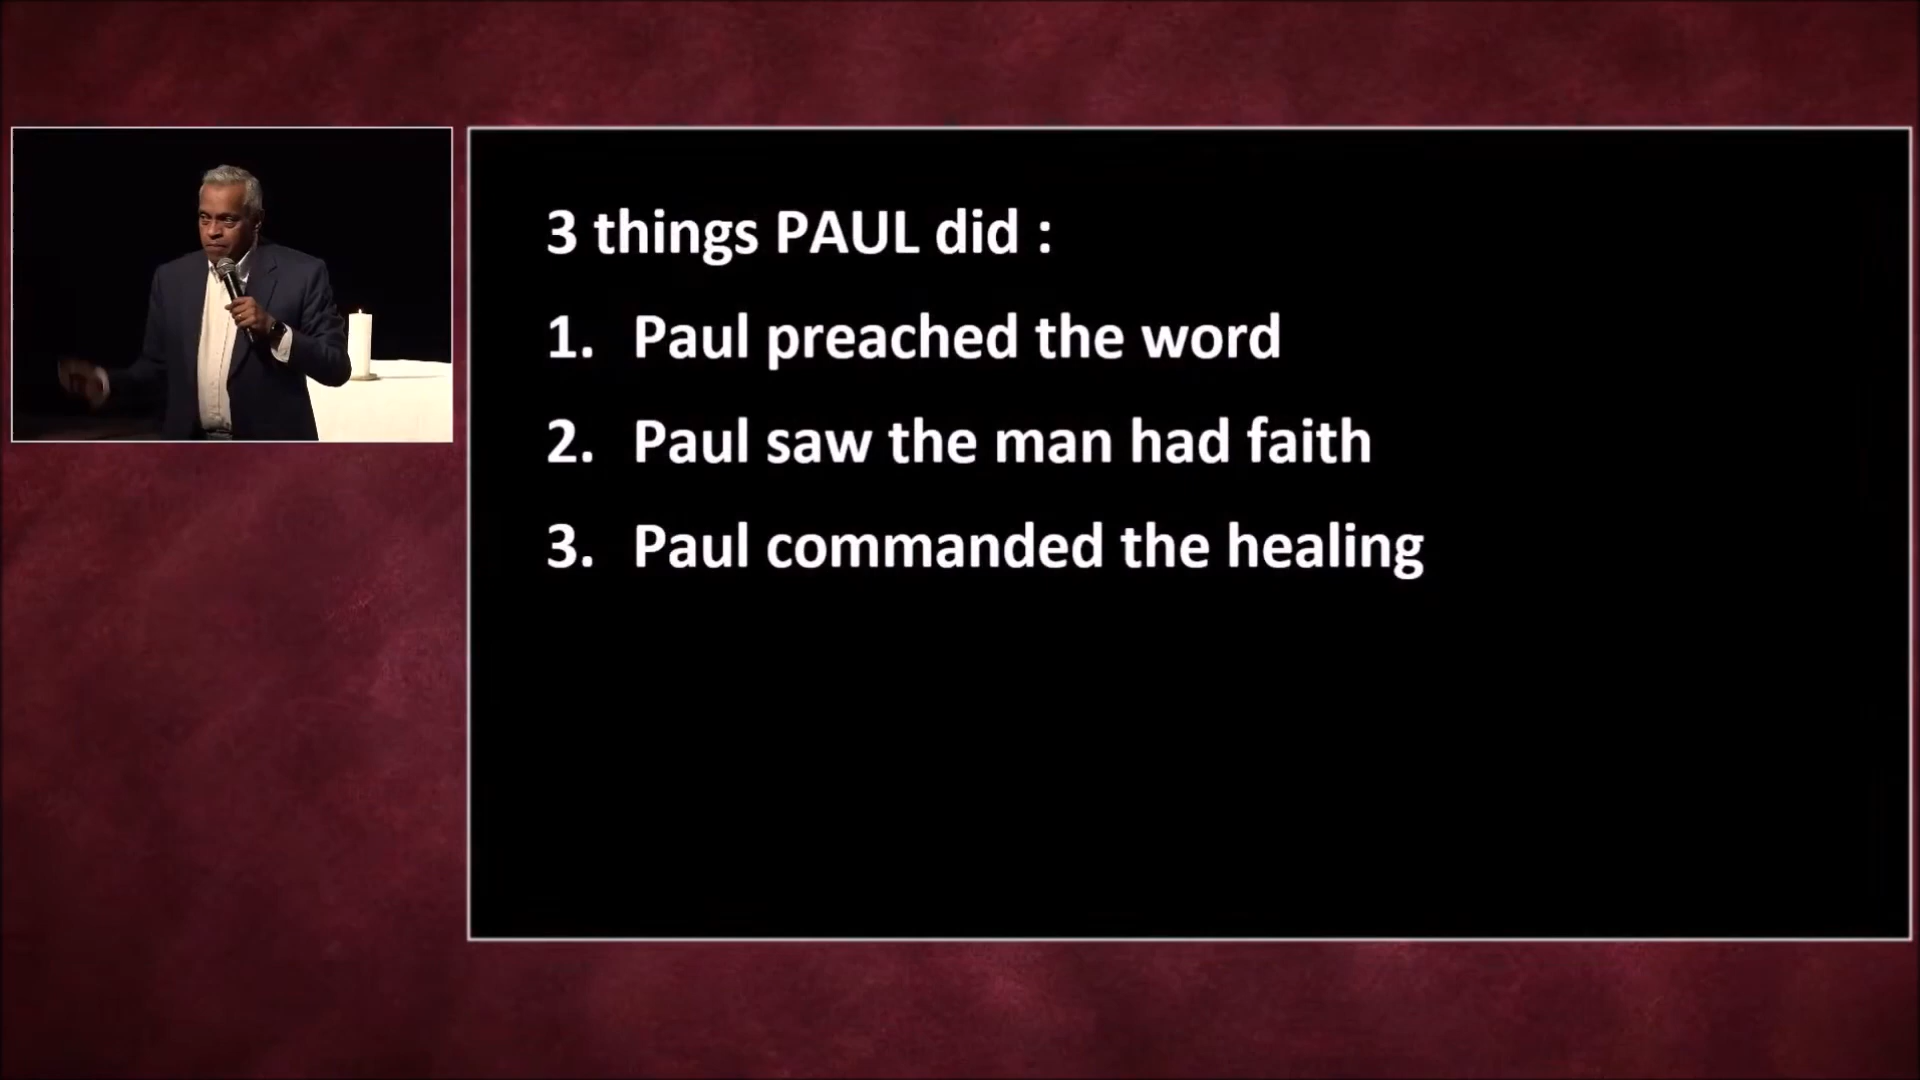 3 things PAUL did :
1. Paul preached the word
2. Paul saw the man had faith
3. Paul commanded the healing